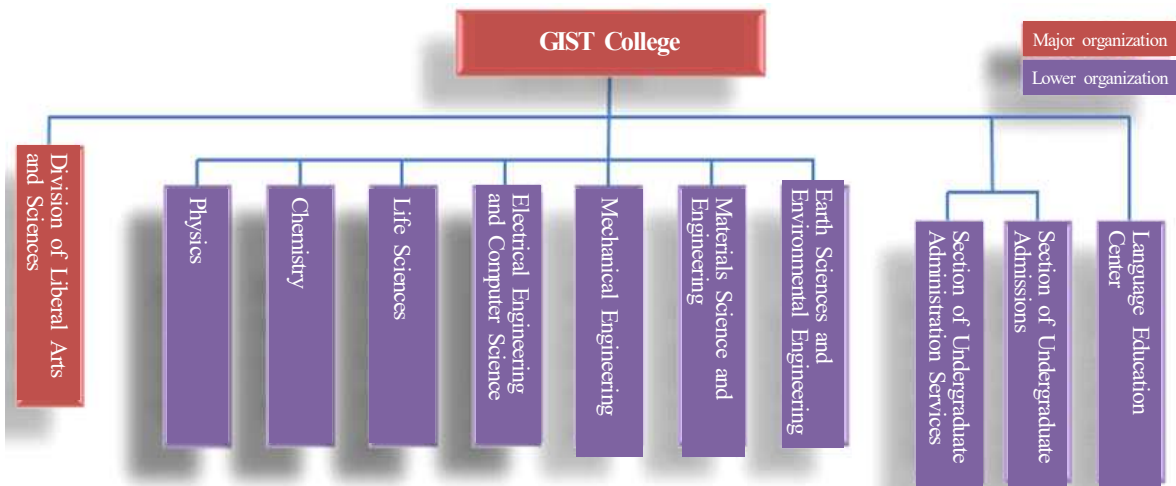 GIST College
Major organization
Lower organization
Division of Liberal Arts
and Sciences
Physics
Chemistry
Life Sciences
Electrical Engineering
and Computer Science
Mechanical Engineering
Materials Science and
Engineering
Earth Sciences and
Environmental Engineering
Section of Undergraduate
Administration Services
Section of Undergraduate
Admissions
Language Education
Center